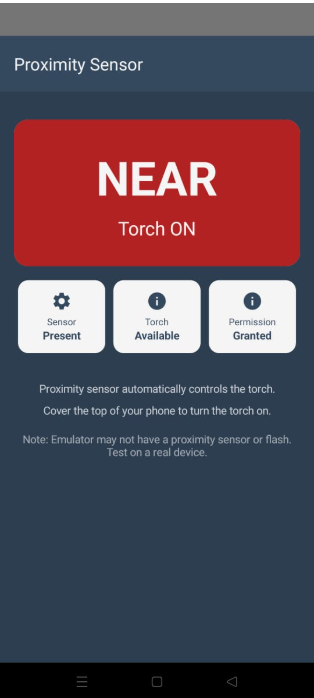 Proximity Sensor
NEAR
Torch ON
Sensor
Present
Torch
Available
Permission
Granted
Proximity sensor automatically controls the torch.
Cover the top of your phone to turn the torch on.
Note: Emulator may not have a proximity sensor or flash.
Test on a real device.